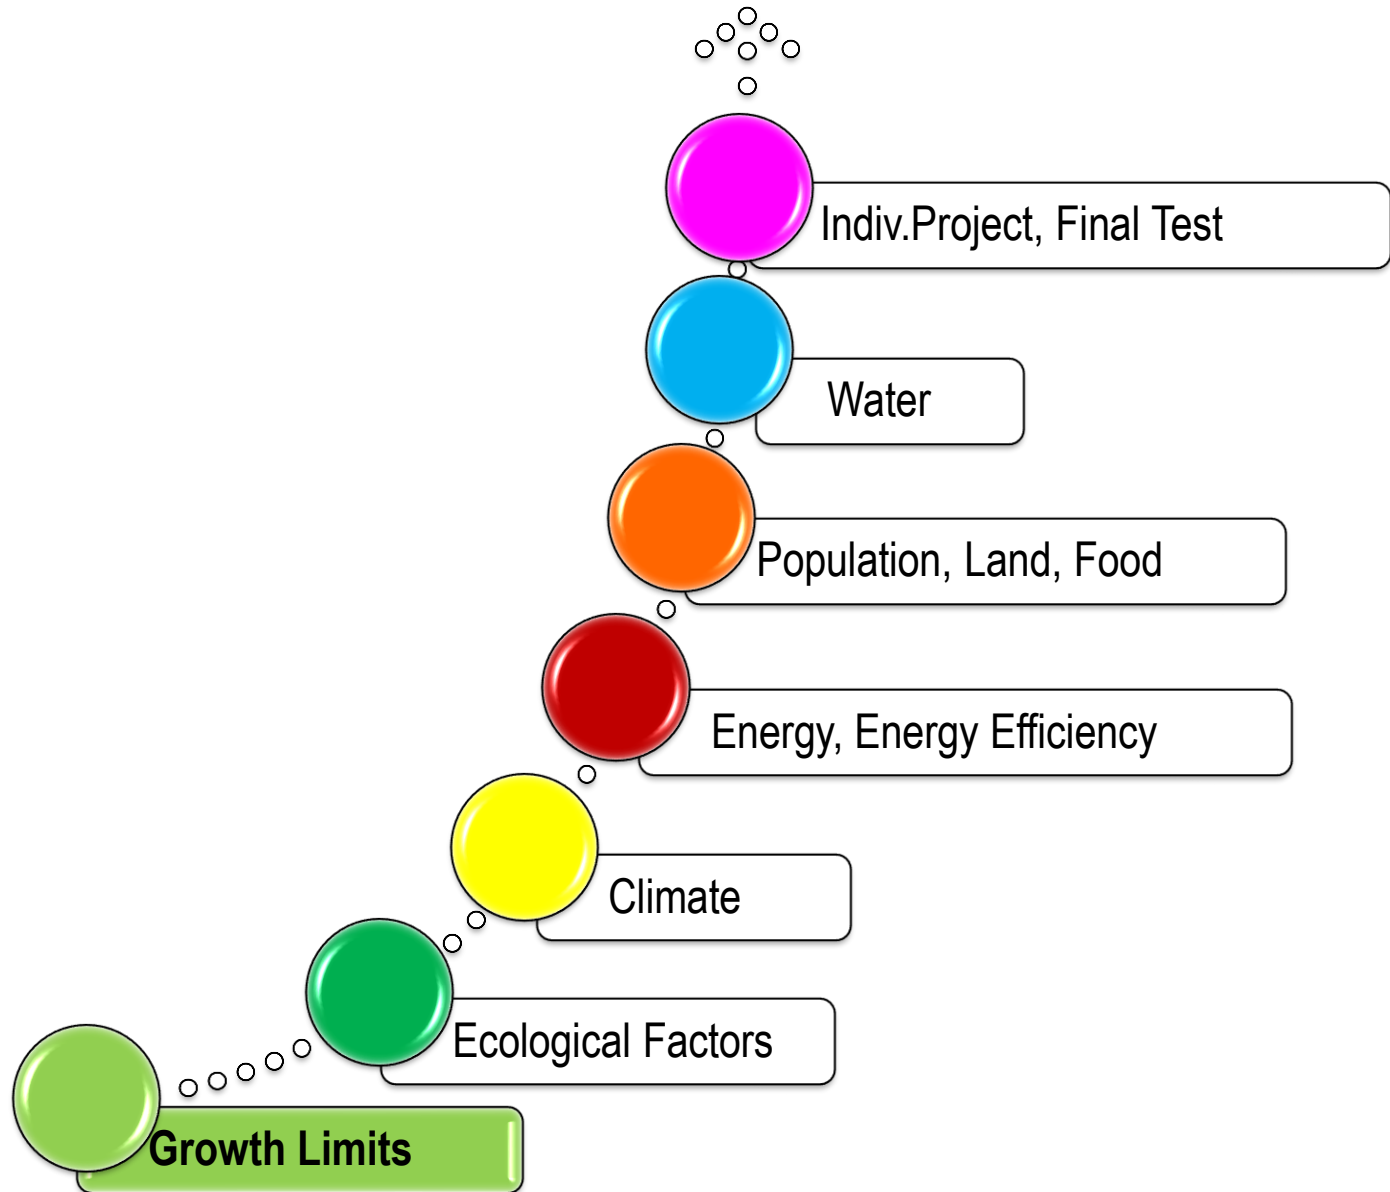 Indiv.Project, Final Test
Water
Population, Land, Food
Energy, Energy Efficiency
Climate
Ecological Factors
Growth Limits